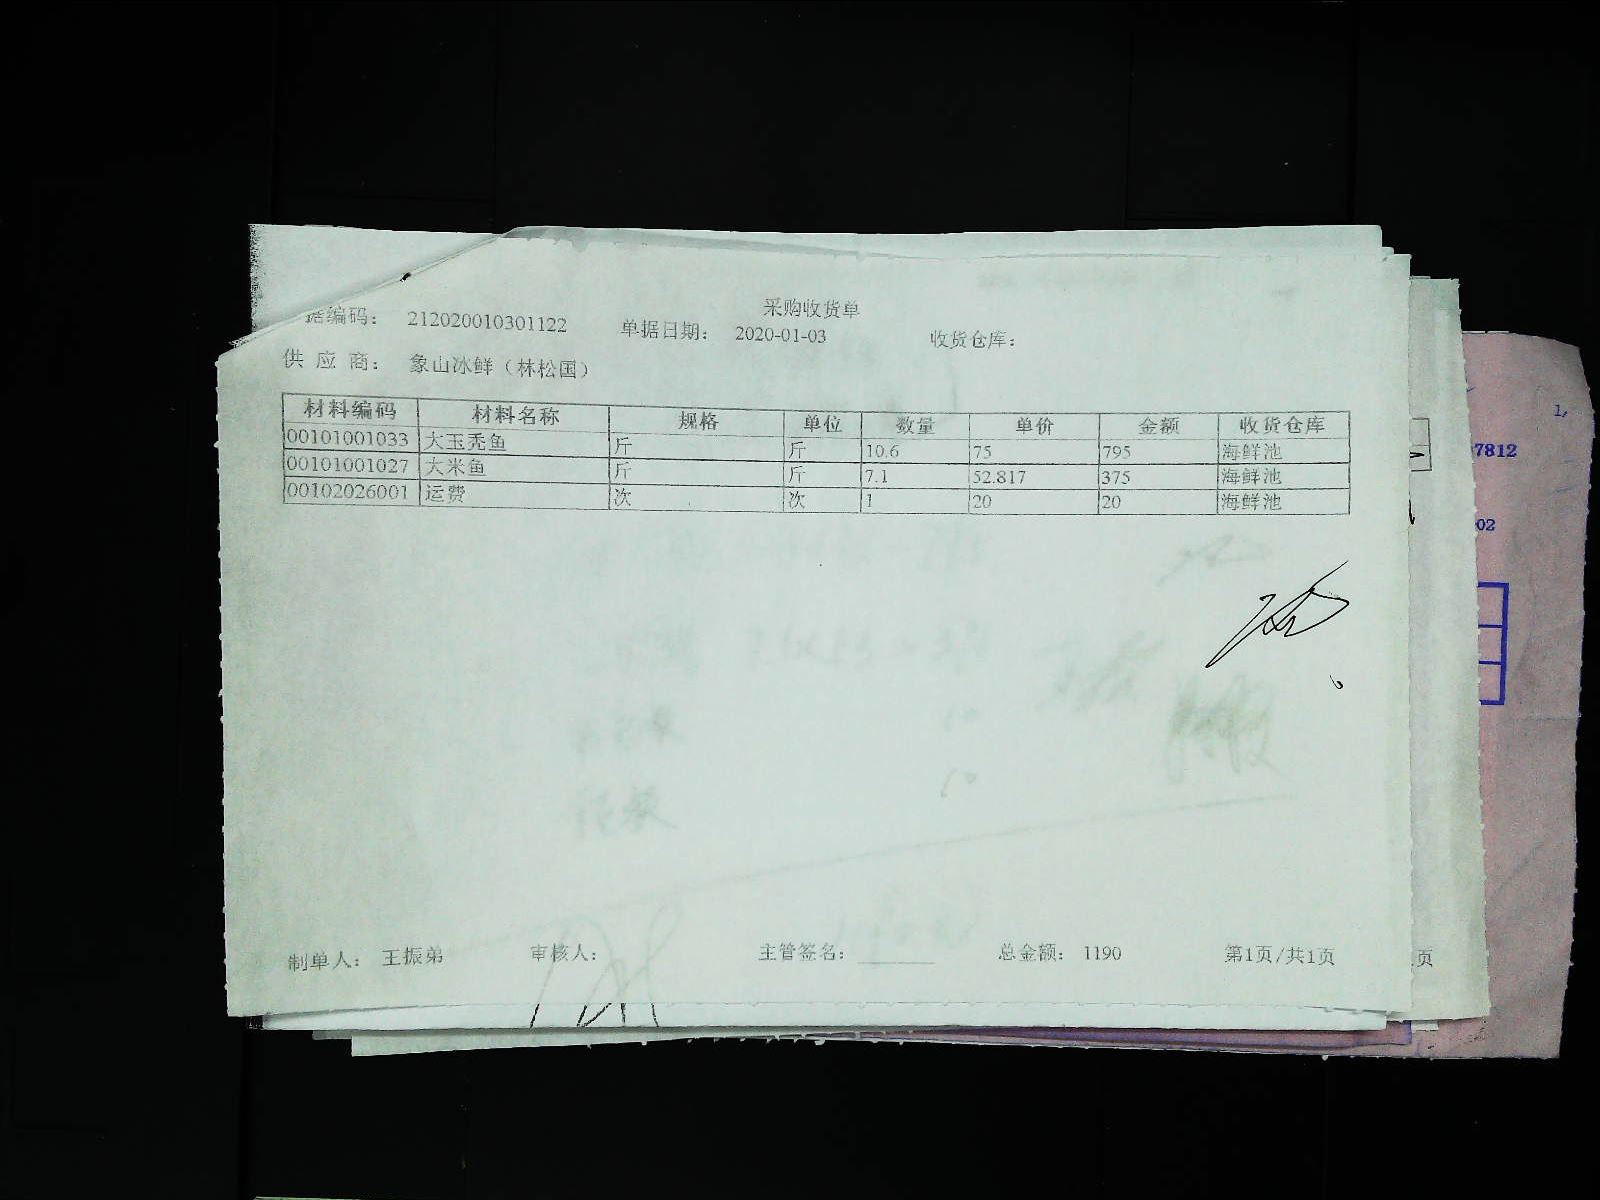 采购收货单
据编码： 212020010301122 单据日期： 2020-01-03 收货仓库：
供 应 商： 象山冰鲜（林松国）
材料编码 材料名称 规格 单位 数量 单价 金额 收货仓库
00101001033 大玉秃鱼 斤 斤 10.6 75 795 海鲜池
00101001027 大米鱼 斤 斤 7.1 52.817 375 海鲜池
00102026001 运费 次 次 1 20 20 海鲜池
制单人： 王振弟 审核人： 主管签名： 总金额： 1190 第1页/共1页
页
7812
02